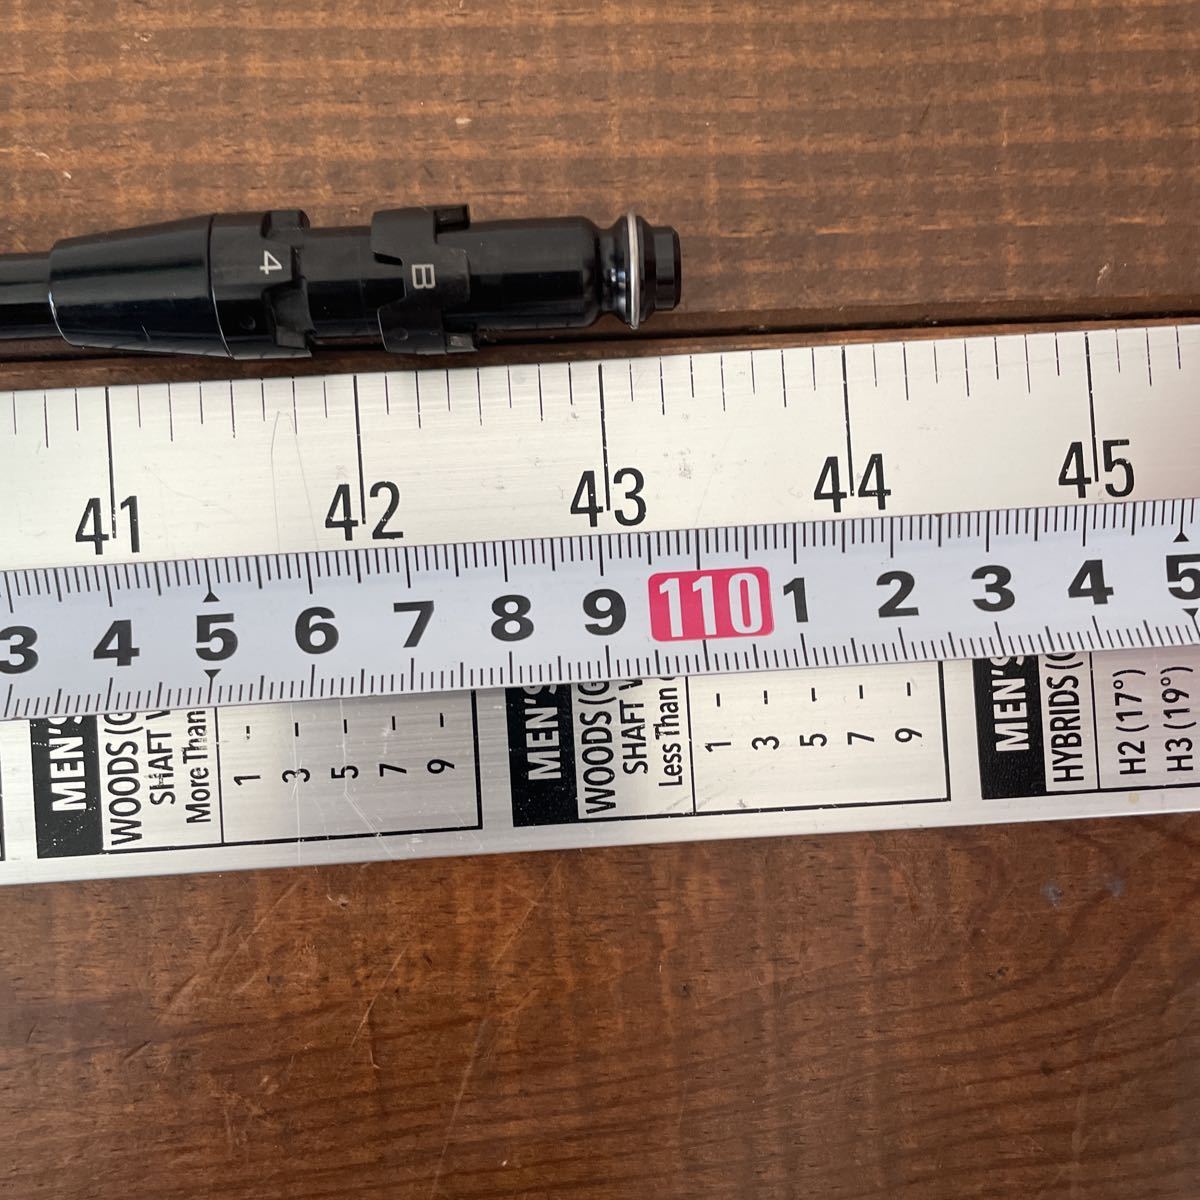 4 B
41 42 43 44 45
3 4 5 6 7 8 9 110 1 2 3 4 5
MEN'S
WOODS (G
SHAFT
More Than
1 -
3 -
5 -
7 -
9 -
MEN'S
WOODS (G
SHAFT
Less Than
1 -
3 -
5 -
7 -
9 -
MEN'S
HYBRIDS (G
H2 (17°)
H3 (19°)